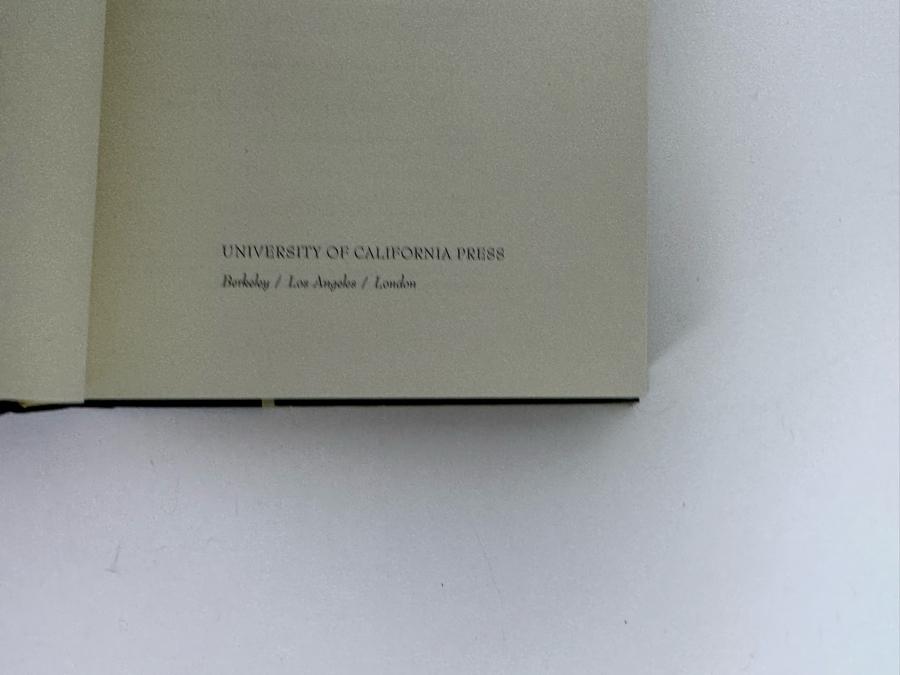 UNIVERSITY OF CALIFORNIA PRESS
Berkeley / Los Angeles / London